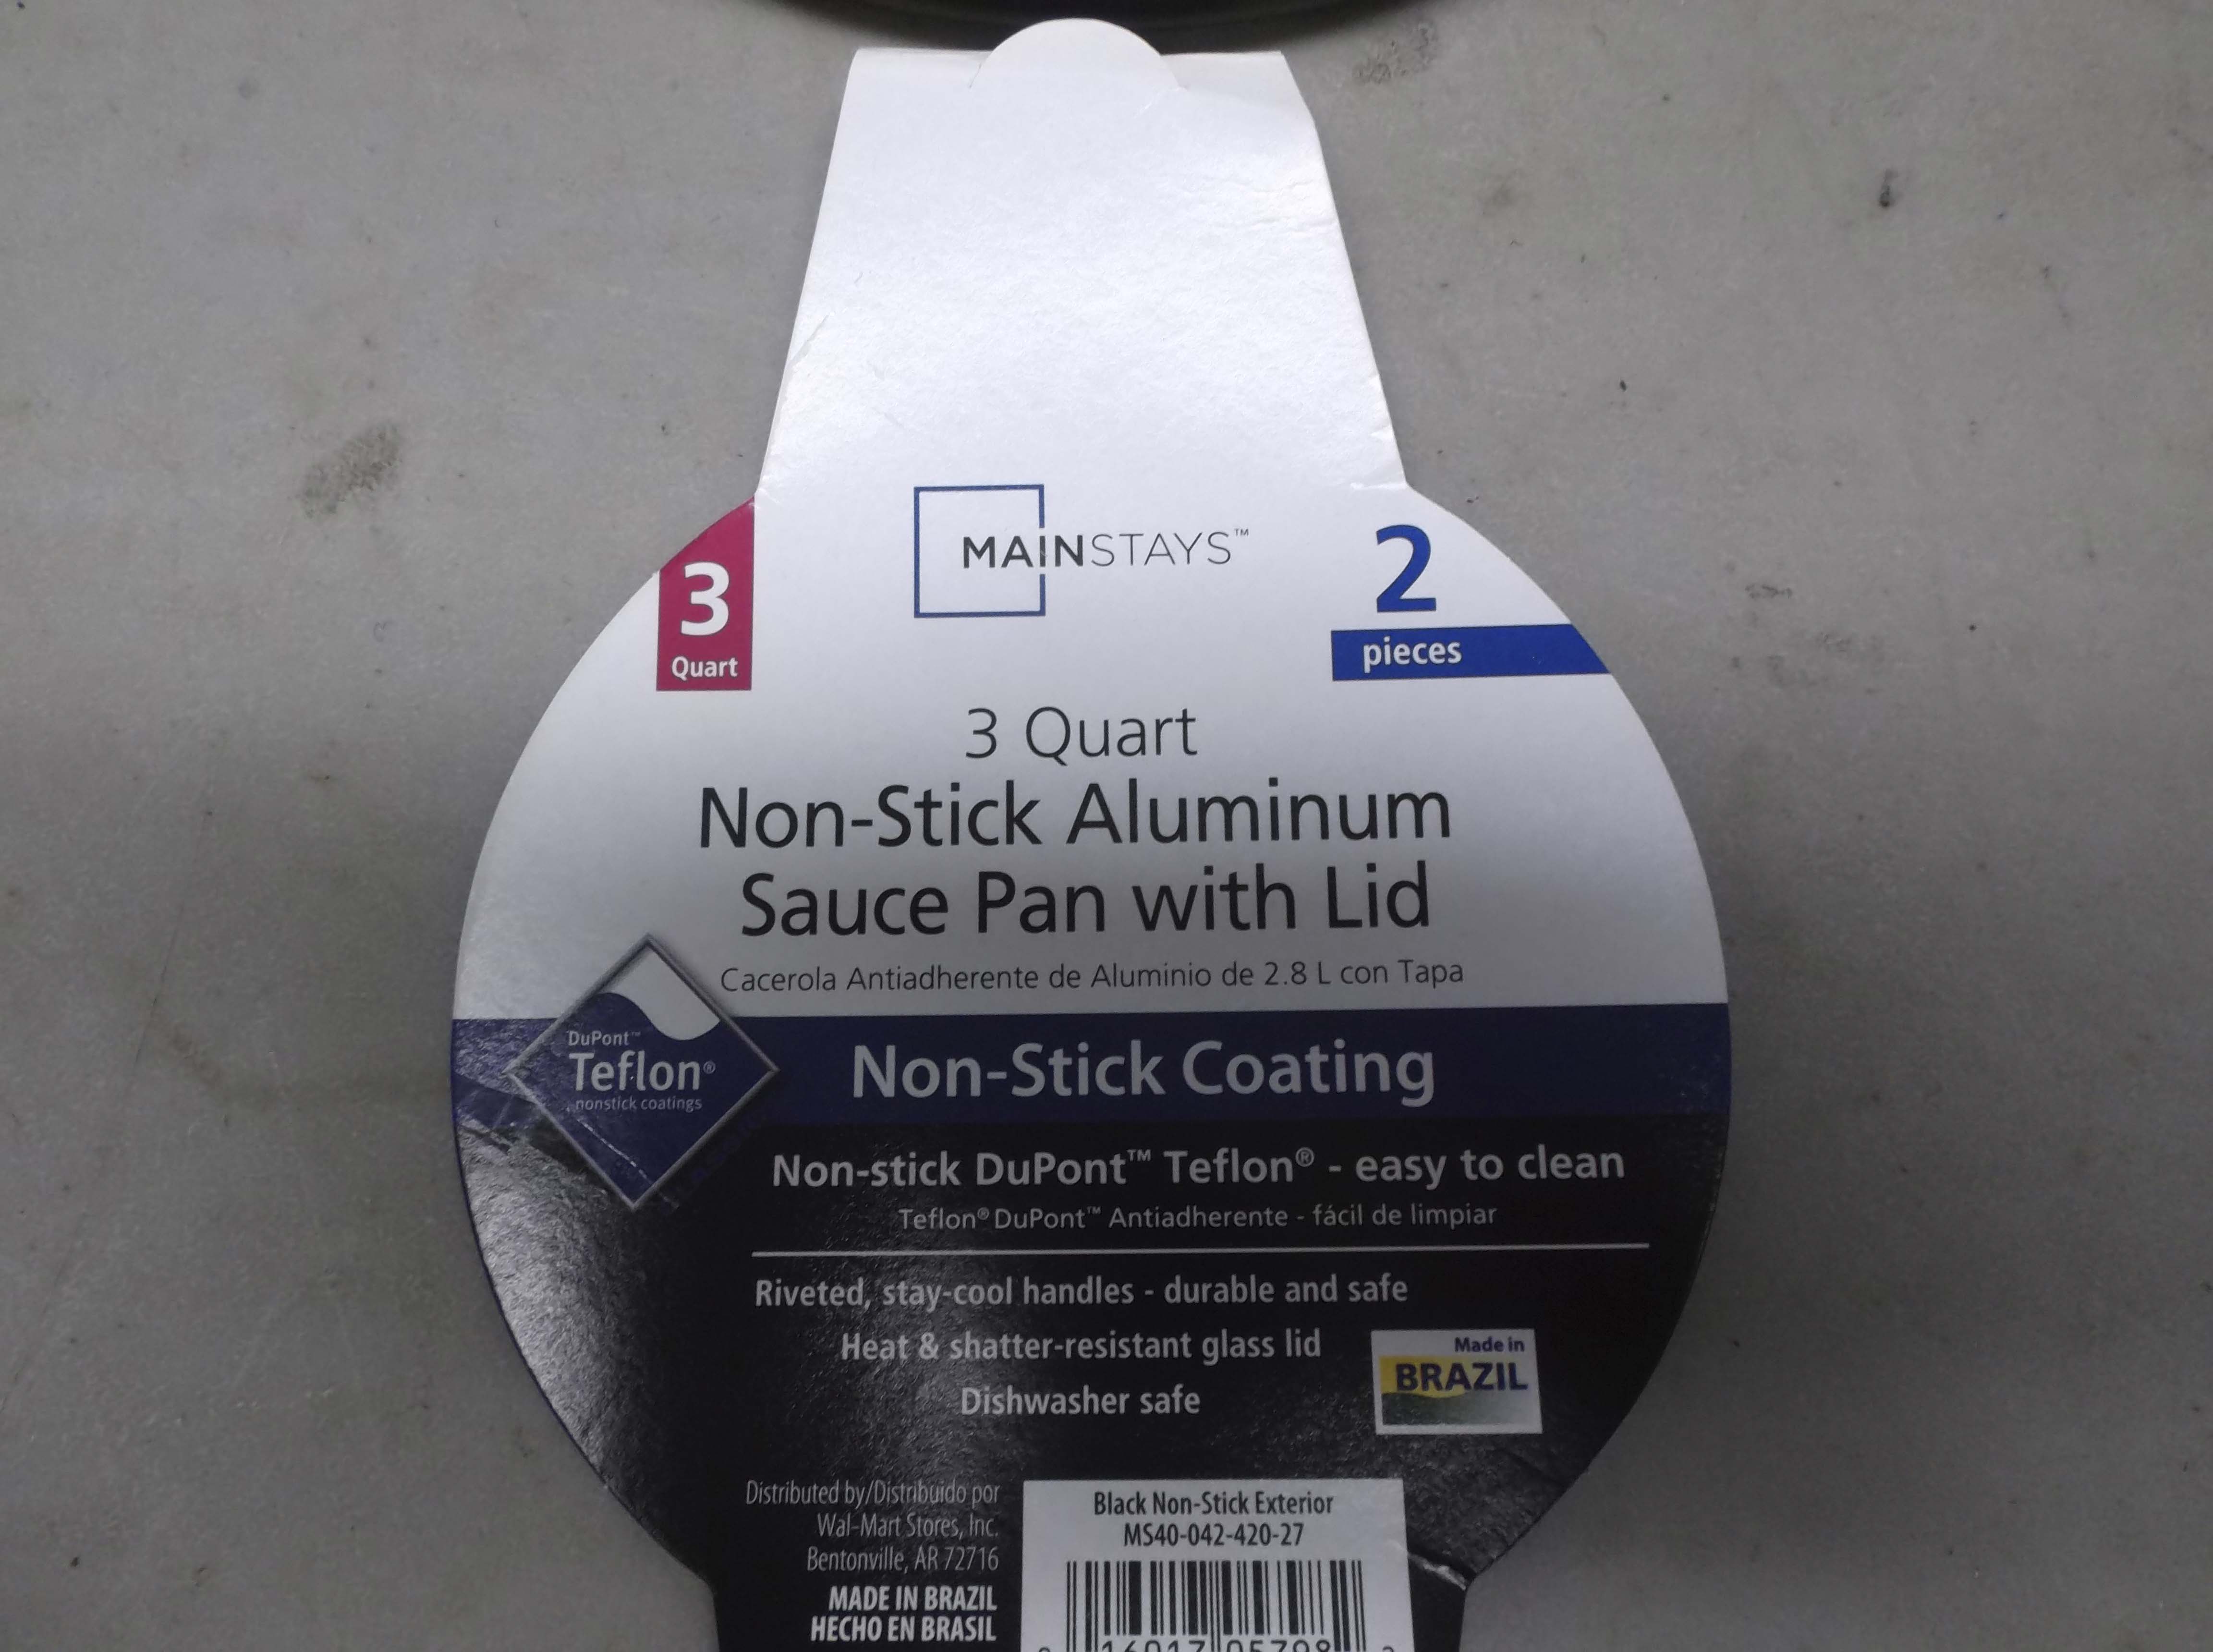 MAINSTAYS™
3
Quart
2
pieces
3 Quart
Non-Stick Aluminum
Sauce Pan with Lid
Cacerola Antiadherente de Aluminio de 2.8 L con Tapa
DuPont™
Teflon®
nonstick coatings
Non-Stick Coating
Non-stick DuPont™ Teflon® - easy to clean
Teflon® DuPont™ Antiadherente - fácil de limpiar
Riveted, stay-cool handles - durable and safe
Heat & shatter-resistant glass lid
Dishwasher safe
Made in
BRAZIL
Distributed by/Distribuido por
Wal-Mart Stores, Inc.
Bentonville, AR 72716
MADE IN BRAZIL
HECHO EN BRASIL
Black Non-Stick Exterior
MS40-042-420-27